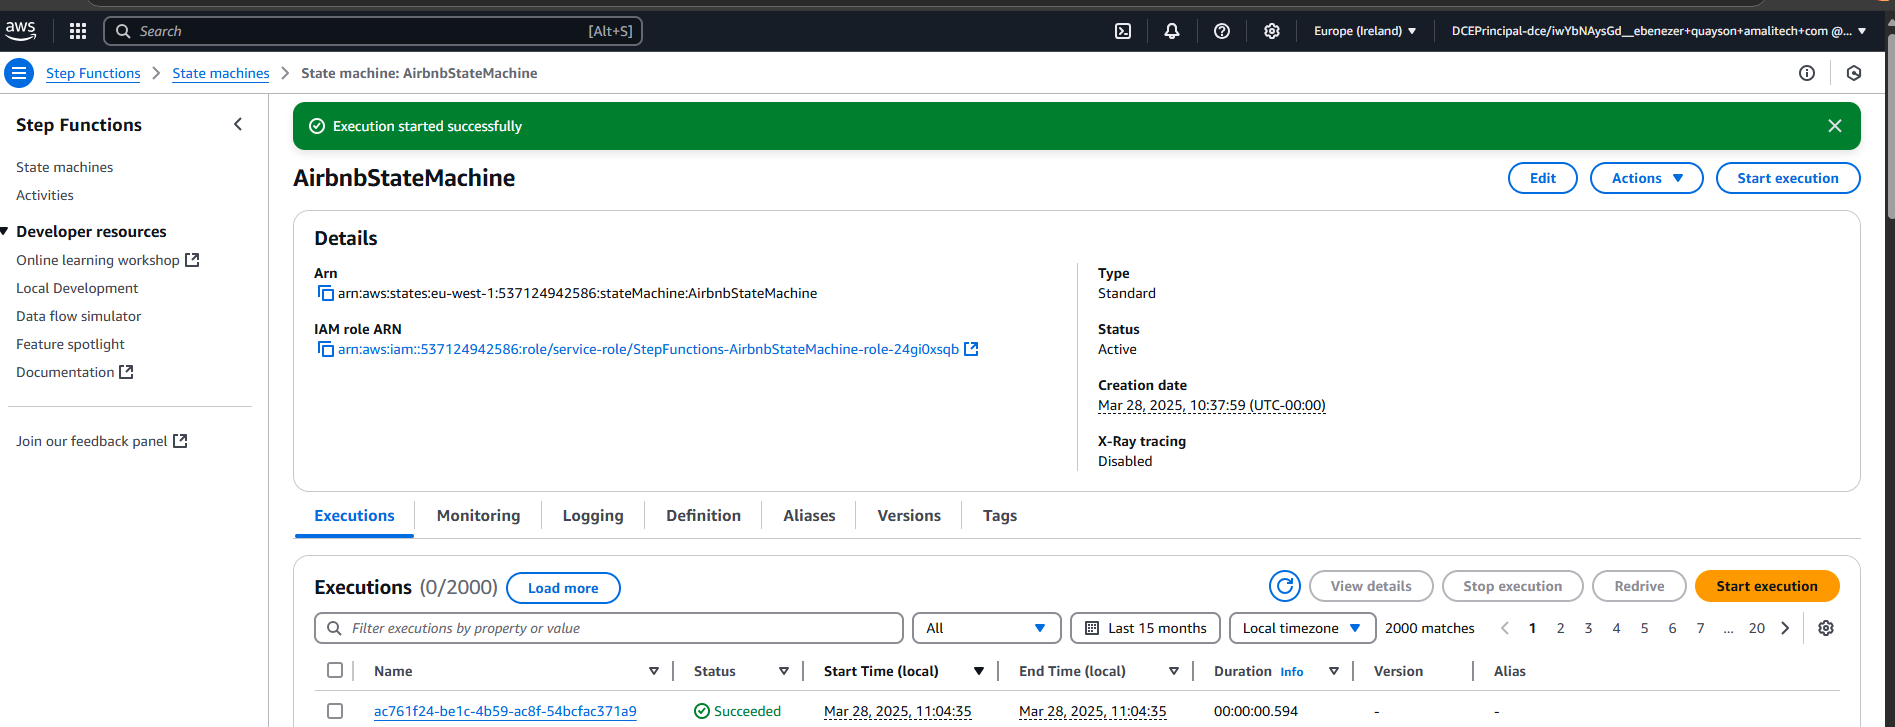 aws
Search [Alt+S]
Europe (Ireland)
DCEPrincipal-dce/iwYbNAysGd__ebenezer+quayson+amalitech+com @...
Step Functions
State machines
State machine: AirbnbStateMachine
Step Functions
State machines
Activities
Developer resources
Online learning workshop
Local Development
Data flow simulator
Feature spotlight
Documentation
Join our feedback panel
Execution started successfully
AirbnbStateMachine
Edit
Actions
Start execution
Details
Arn
arn:aws:states:eu-west-1:537124942586:stateMachine:AirbnbStateMachine
IAM role ARN
arn:aws:iam::537124942586:role/service-role/StepFunctions-AirbnbStateMachine-role-24gi0xsqb
Type
Standard
Status
Active
Creation date
Mar 28, 2025, 10:37:59 (UTC-00:00)
X-Ray tracing
Disabled
Executions
Monitoring
Logging
Definition
Aliases
Versions
Tags
Executions (0/2000)
Load more
View details
Stop execution
Redrive
Start execution
Filter executions by property or value
All
Last 15 months
Local timezone
2000 matches
1 2 3 4 5 6 7 ... 20
Name Status Start Time (local) End Time (local) Duration Info Version Alias
ac761f24-be1c-4b59-ac8f-54bcfac371a9 Succeeded Mar 28, 2025, 11:04:35 Mar 28, 2025, 11:04:35 00:00:00.594 - -